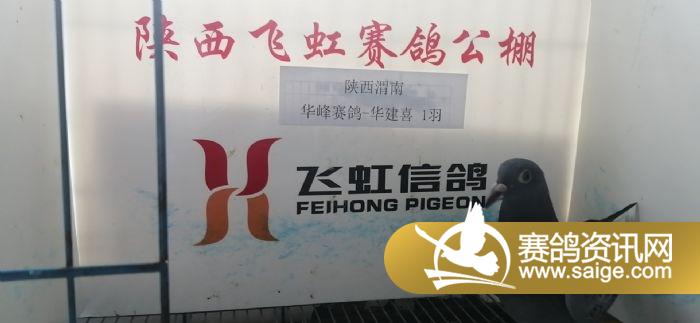 陕西飞虹赛鸽公棚
陕西渭南
华峰赛鸽-华建喜 1羽
飞虹信鸽
FEIHONG PIGEON
赛鸽资讯网
www.saige.com